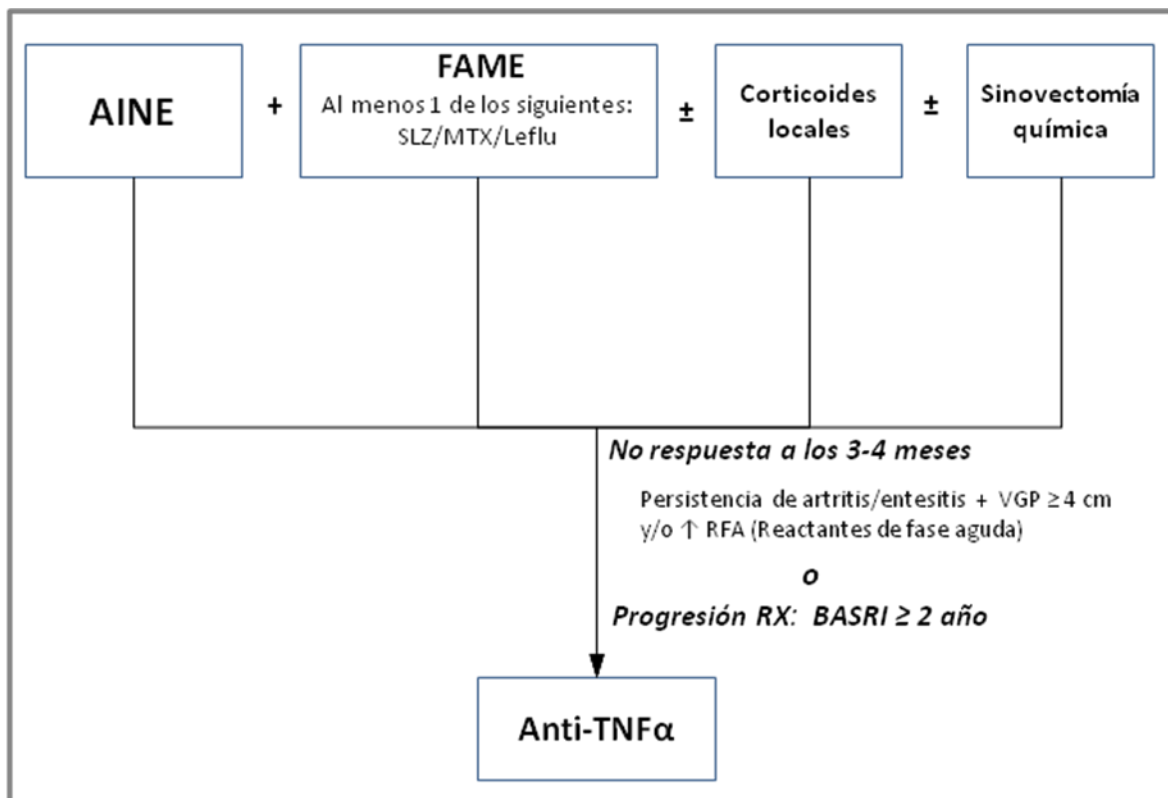 AINE
+
FAME
Al menos 1 de los siguientes:
SLZ/MTX/Leflu
±
Corticoides
locales
±
Sinovectomía
química
No respuesta a los 3-4 meses
Persistencia de artritis/entesitis + VGP ≥ 4 cm
y/o ↑ RFA (Reactantes de fase aguda)
o
Progresión RX: BASRI ≥ 2 año
Anti-TNFα